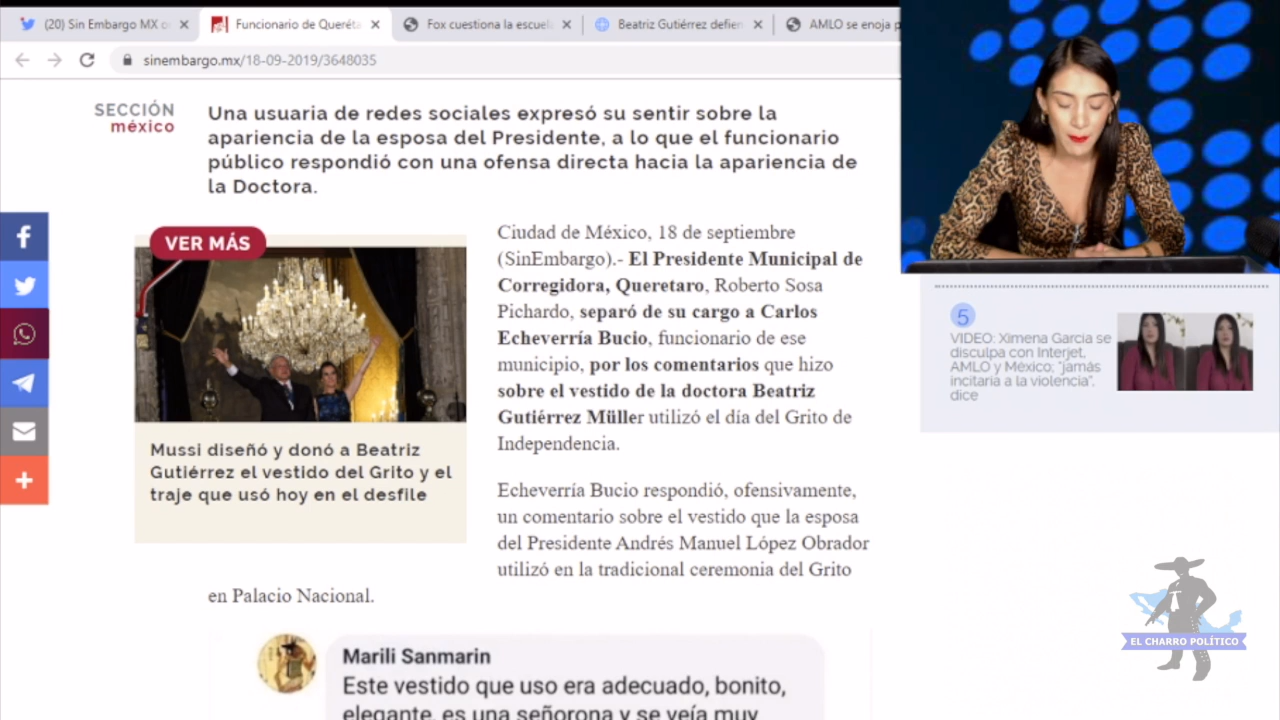 (20) Sin Embargo MX
Funcionario de Queréta
Fox cuestiona la escuel
Beatriz Gutiérrez defien
AMLO se enoja p
sinembargo.mx/18-09-2019/3648035
SECCIÓN
méxico
Una usuaria de redes sociales expresó su sentir sobre la
apariencia de la esposa del Presidente, a lo que el funcionario
público respondió con una ofensa directa hacia la apariencia de
la Doctora.
VER MÁS
Mussi diseñó y donó a Beatriz
Gutiérrez el vestido del Grito y el
traje que usó hoy en el desfile
Ciudad de México, 18 de septiembre
(SinEmbargo).- El Presidente Municipal de
Corregidora, Queretaro, Roberto Sosa
Pichardo, separó de su cargo a Carlos
Echeverría Bucio, funcionario de ese
municipio, por los comentarios que hizo
sobre el vestido de la doctora Beatriz
Gutiérrez Müller utilizó el día del Grito de
Independencia.
Echeverría Bucio respondió, ofensivamente,
un comentario sobre el vestido que la esposa
del Presidente Andrés Manuel López Obrador
utilizó en la tradicional ceremonia del Grito
en Palacio Nacional.
Marili Sanmarin
Este vestido que uso era adecuado, bonito,
elegante, es una señorona y se veía muy
5
VIDEO: Ximena García se
disculpa con Interjet,
AMLO y México; "jamás
incitaría a la violencia",
dice
EL CHARRO POLÍTICO